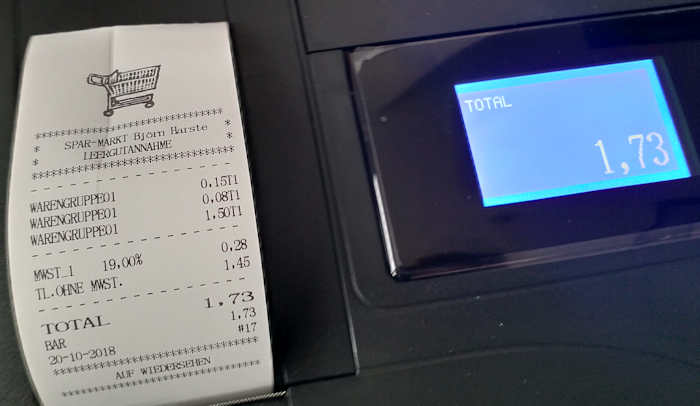 ************************
* SPAR-MARKT Björn Harste *
* LEERGUTANNAHME *
************************
- - - - - - - - - - - - - - -
WARENGRUPPE01 0,15T1
WARENGRUPPE01 0,08T1
WARENGRUPPE01 1,50T1
- - - - - - - - - - - - - - -
MWST_1 19,00% 0,28
TL.OHNE MWST. 1,45
- - - - - - - - - - - - - - -
TOTAL 1,73
BAR 1,73
20-10-2018 #17
************************
AUF WIEDERSEHEN
************************
TOTAL
1,73